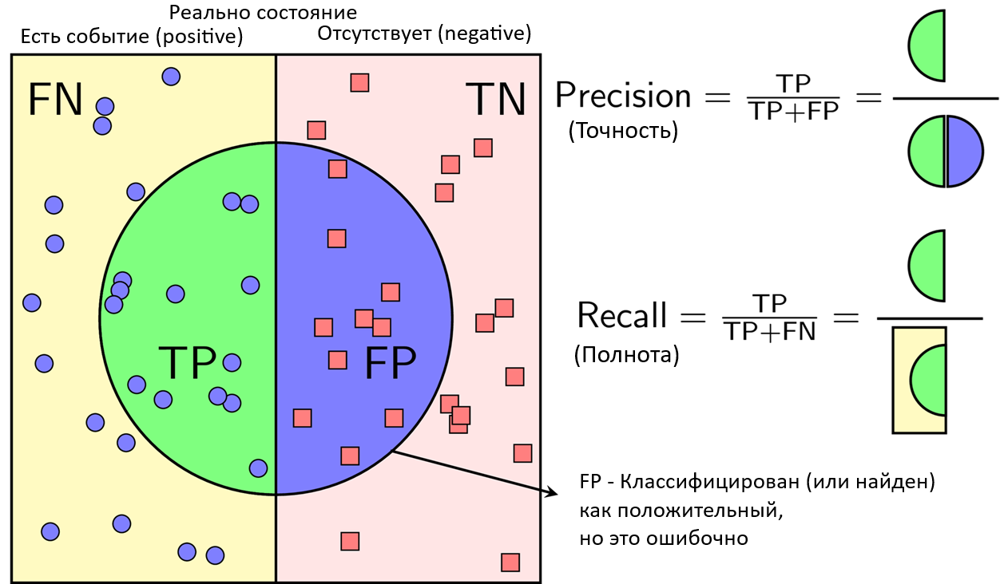 Реально состояние
Есть событие (positive)
Отсутствует (negative)
FN
TN
TP
FP
Precision = TP / TP+FP =
(Точность)
Recall = TP / TP+FN =
(Полнота)
FP - Классифицирован (или найден)
как положительный,
но это ошибочно